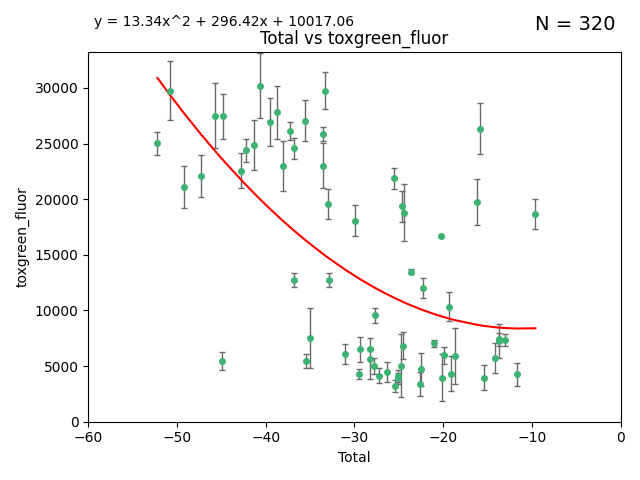 y = 13.34x^2 + 296.42x + 10017.06
N = 320
Total vs toxgreen_fluor
30000
25000
20000
15000
10000
5000
0
toxgreen_fluor
−60 −50 −40 −30 −20 −10 0
Total